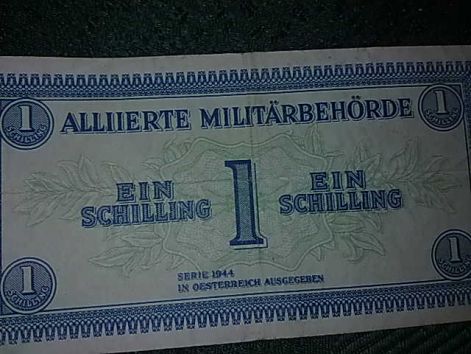 1
SCHILLING
1
SCHILLING
ALLIIERTE MILITÄRBEHÖRDE
EIN
SCHILLING
1
EIN
SCHILLING
SERIE 1944
IN OESTERREICH AUSGEGEBEN
1
SCHILLING
1
SCHILLING